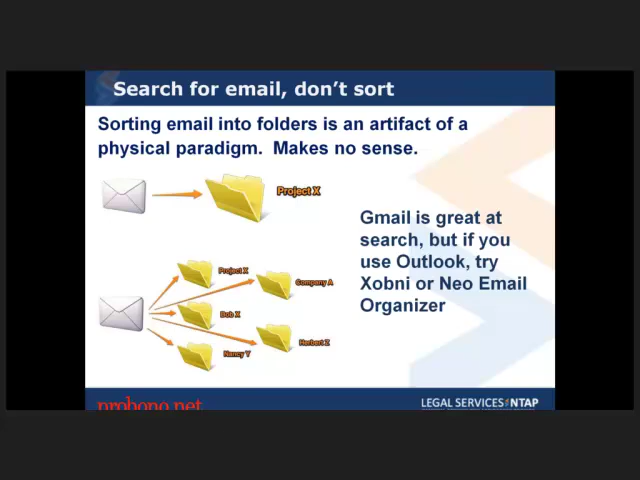 Search for email, don't sort
Sorting email into folders is an artifact of a
physical paradigm. Makes no sense.
Project X
Gmail is great at
search, but if you
use Outlook, try
Xobni or Neo Email
Organizer
Project X
Company A
Bob X
Herbert Z
Nancy Y
probono.net
LEGAL SERVICES NTAP